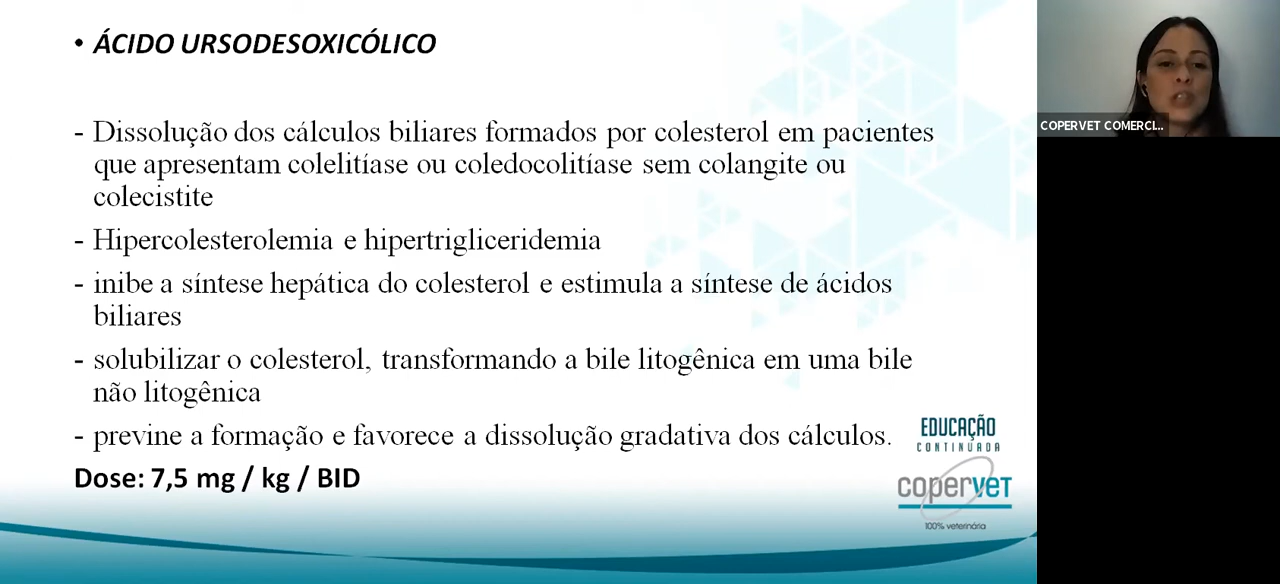 • ÁCIDO URSODESOXICÓLICO
- Dissolução dos cálculos biliares formados por colesterol em pacientes
que apresentam colelitíase ou coledocolitíase sem colangite ou
colecistite
- Hipercolesterolemia e hipertrigliceridemia
- inibe a síntese hepática do colesterol e estimula a síntese de ácidos
biliares
- solubilizar o colesterol, transformando a bile litogênica em uma bile
não litogênica
- previne a formação e favorece a dissolução gradativa dos cálculos.
Dose: 7,5 mg / kg / BID
EDUCAÇÃO
CONTINUADA
copervet
100% veterinária
COPERVET COMERCI...